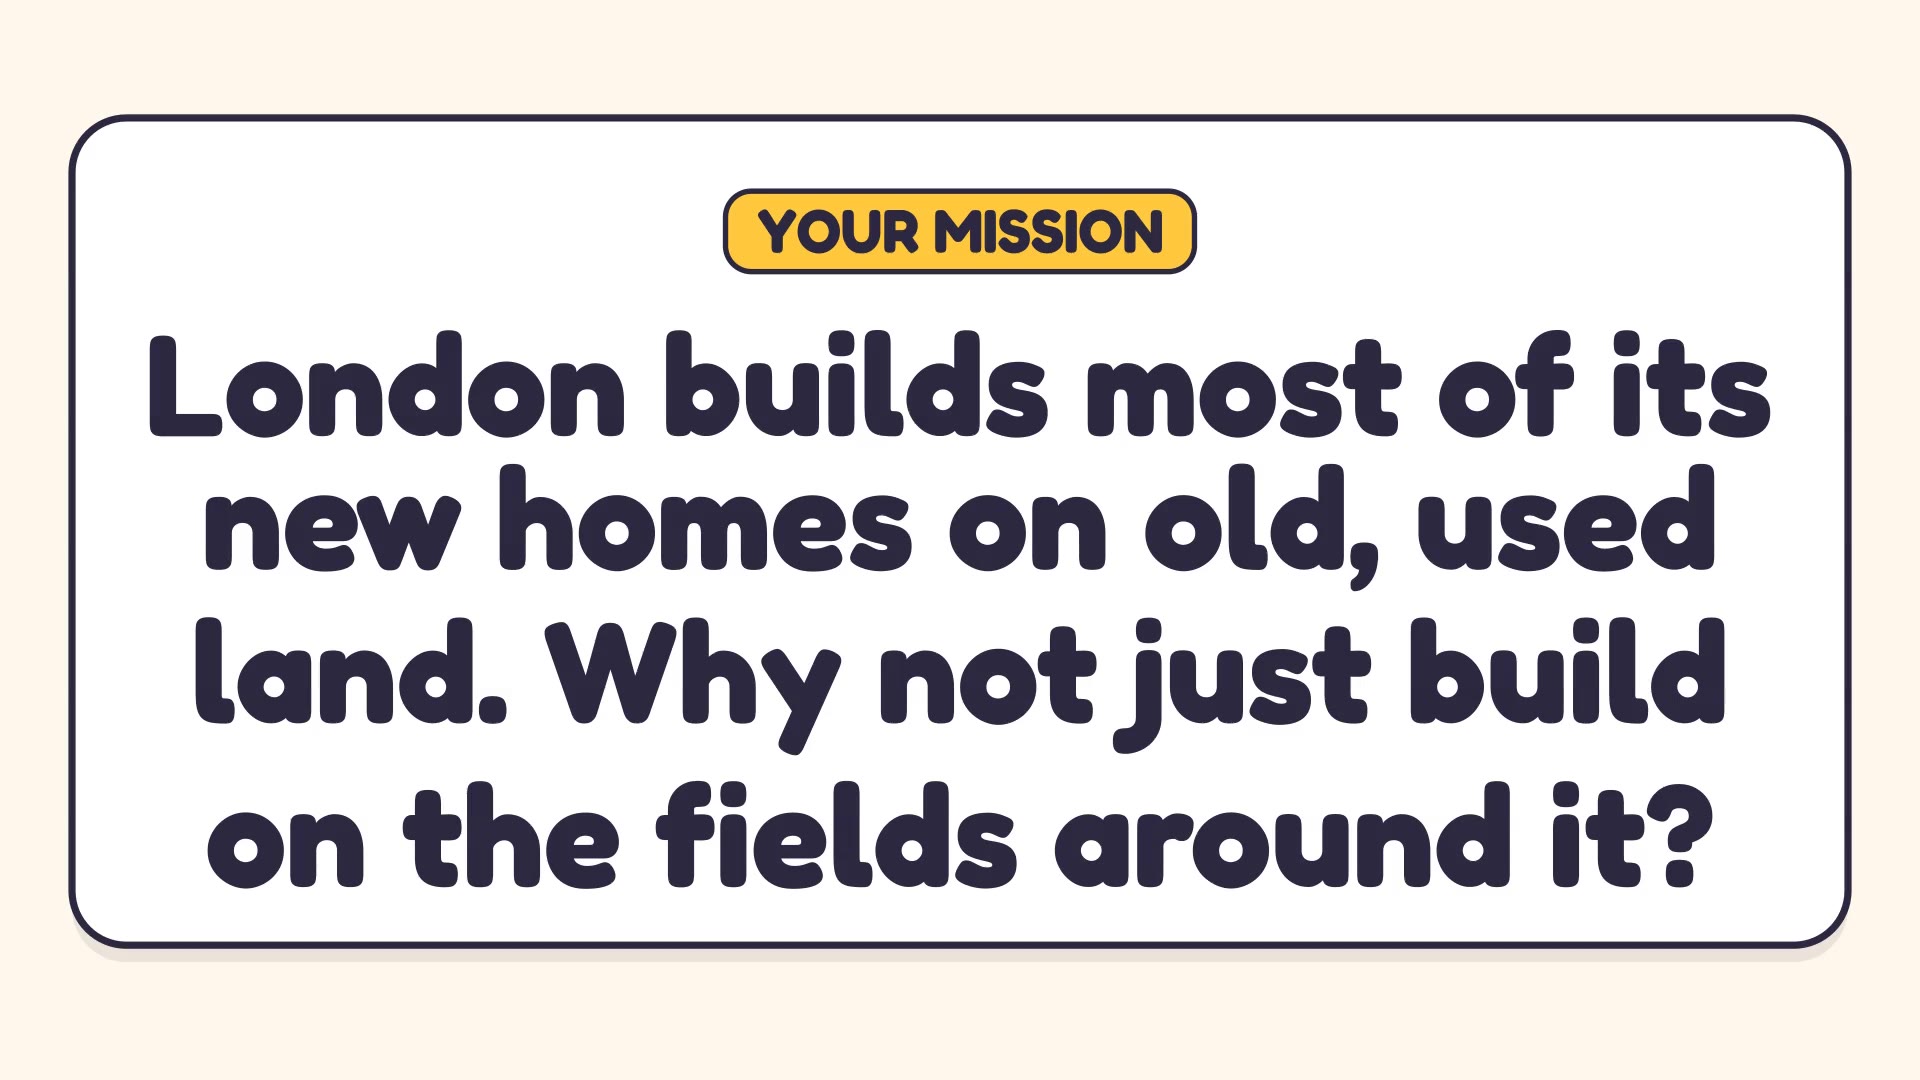 YOUR MISSION
London builds most of its
new homes on old, used
land. Why not just build
on the fields around it?